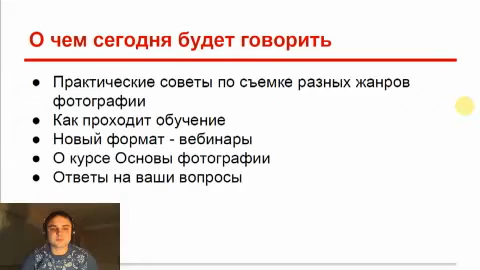 О чем сегодня будет говорить
● Практические советы по съемке разных жанров
фотографии
● Как проходит обучение
● Новый формат - вебинары
● О курсе Основы фотографии
● Ответы на ваши вопросы